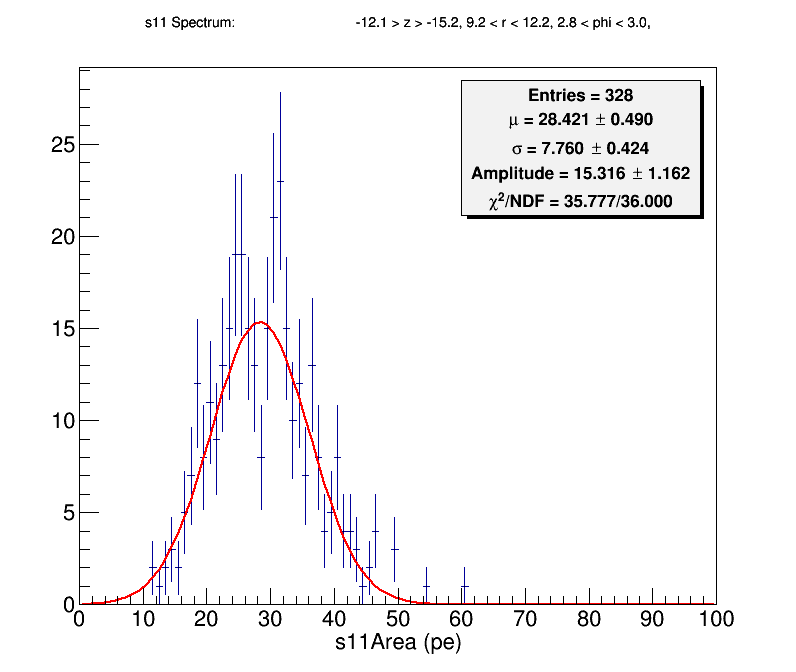 s11 Spectrum: -12.1 > z > -15.2, 9.2 < r < 12.2, 2.8 < phi < 3.0,
Entries = 328
μ = 28.421 ± 0.490
σ = 7.760 ± 0.424
Amplitude = 15.316 ± 1.162
χ²/NDF = 35.777/36.000
25
20
15
10
5
0
0 10 20 30 40 50 60 70 80 90 100
s11Area (pe)